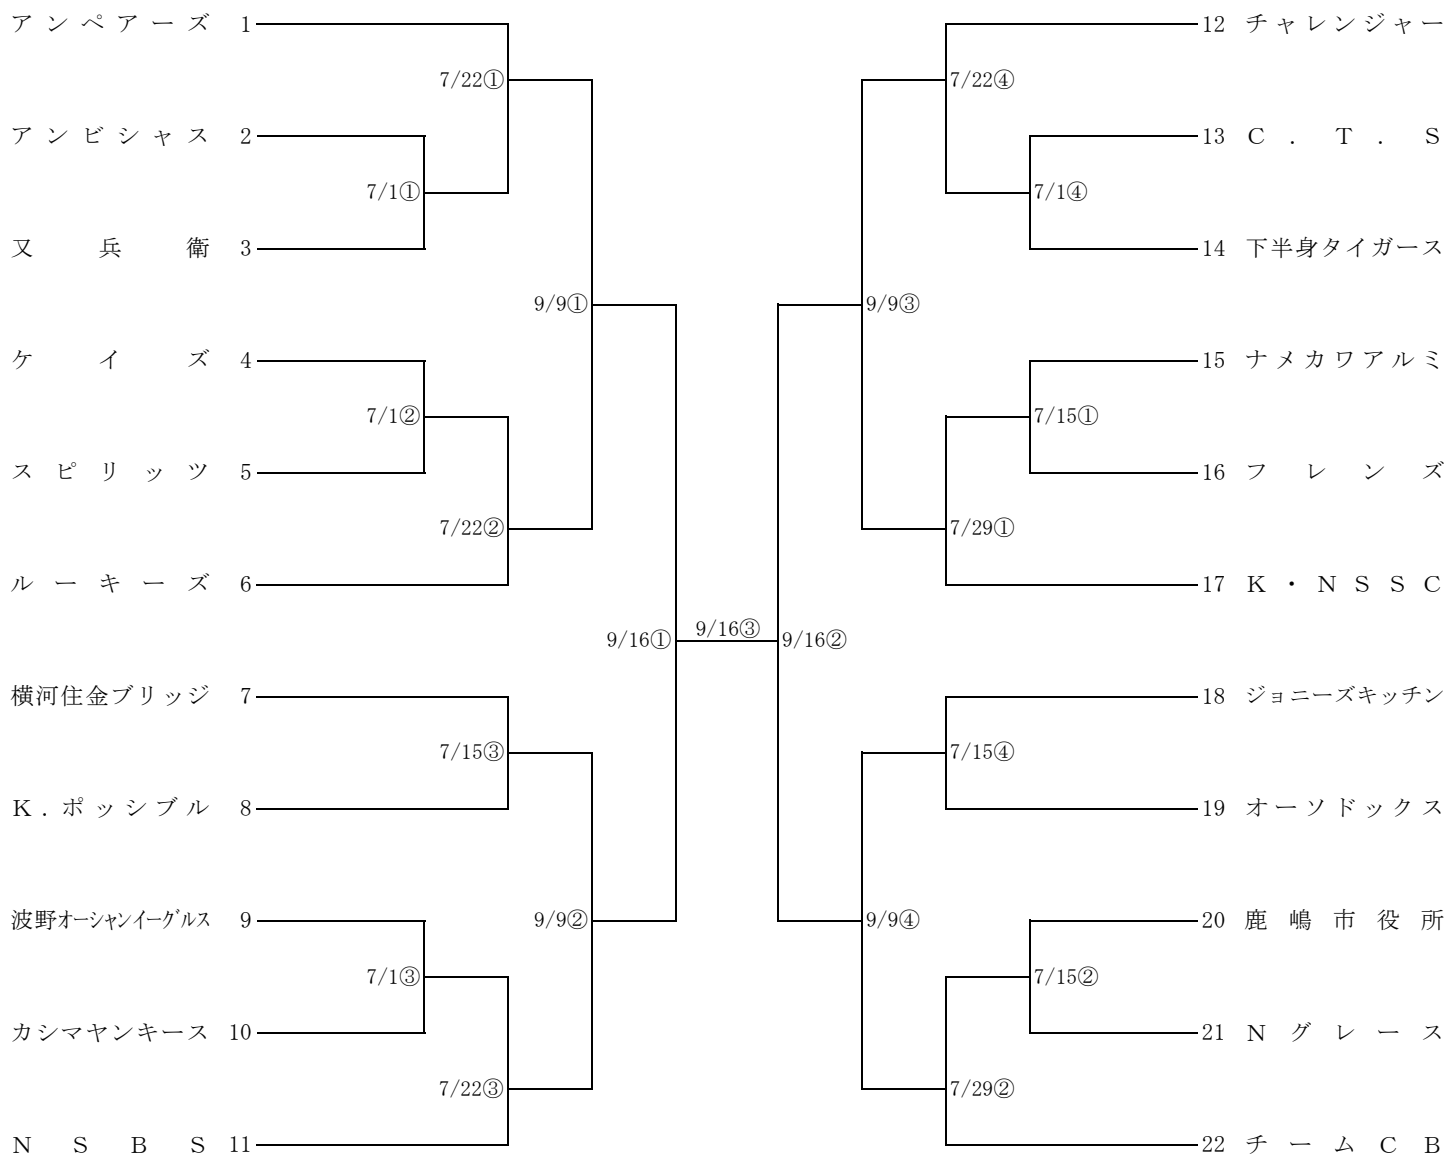 アンペアーズ 1
7/22①
アンビシャス 2
7/1①
又兵衛 3
9/9①
ケイズ 4
7/1②
スピリッツ 5
7/22②
ルーキーズ 6
9/16①
横河住金ブリッジ 7
7/15③
K.ポッシブル 8
波野オーシャンイーグルス 9
9/9②
7/1③
カシマヤンキース 10
7/22③
NSBS 11
9/16③
12 チャレンジャー
7/22④
13 C.T.S
7/1④
14 下半身タイガース
9/9③
15 ナメカワアルミ
7/15①
16 フレンズ
7/29①
17 K・NSSC
9/16②
18 ジョニーズキッチン
7/15④
19 オーソドックス
20 鹿嶋市役所
9/9④
7/15②
21 Nグレース
7/29②
22 チームCB